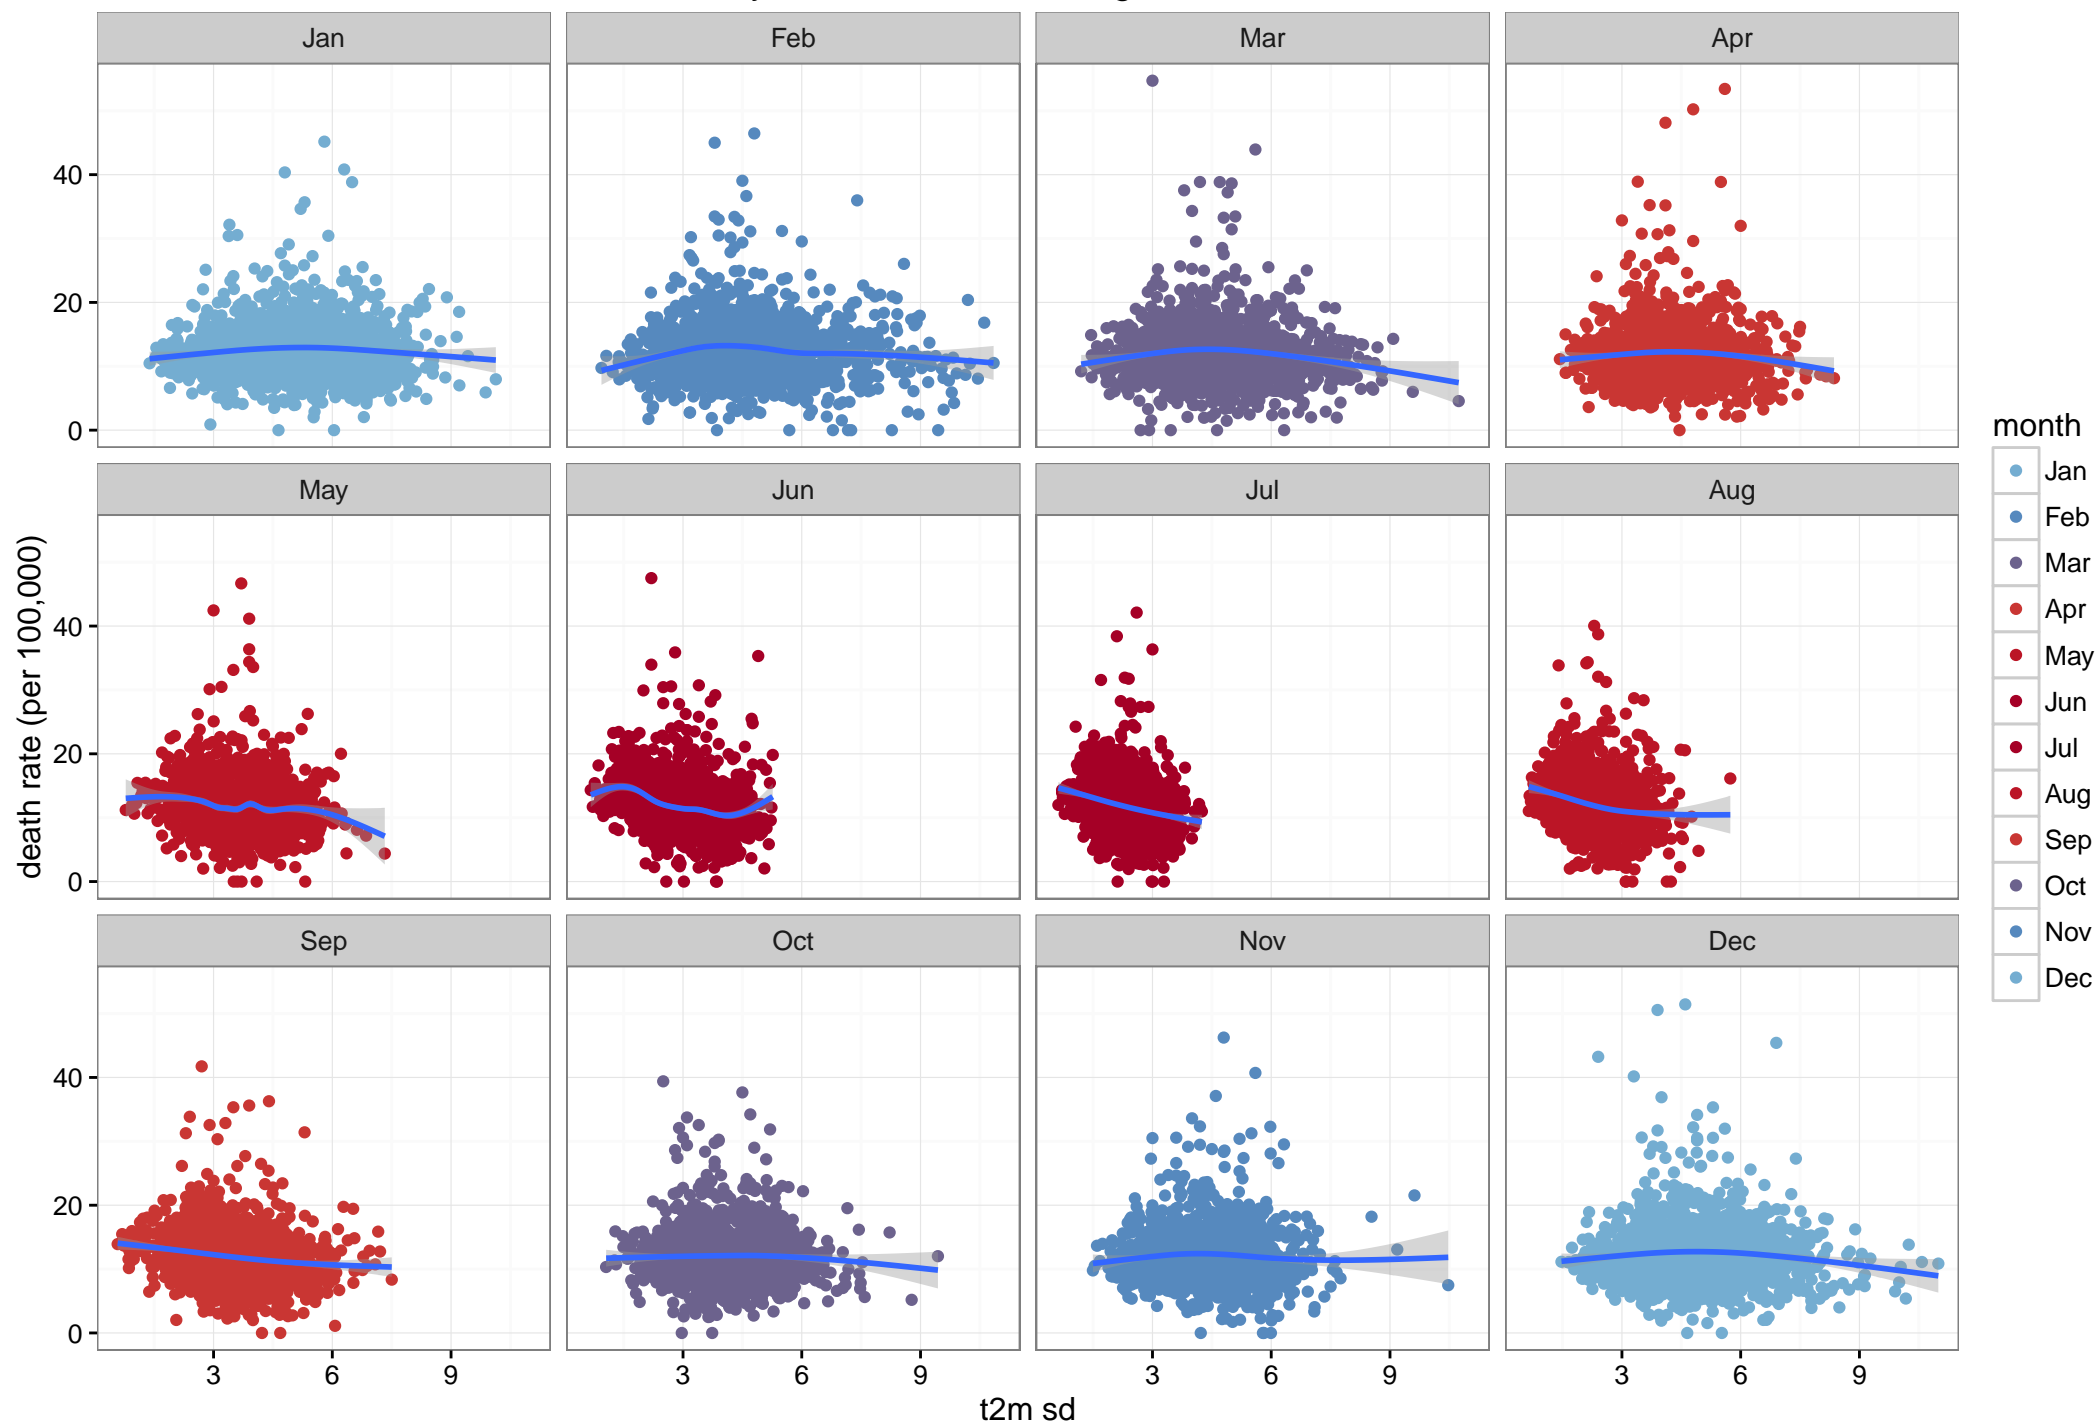 Jan Feb Mar Apr
40
20
0
May Jun Jul Aug
40
20
0
Sep Oct Nov Dec
40
20
0
3 6 9 3 6 9 3 6 9 3 6 9
t2m sd
death rate (per 100,000)
month
Jan
Feb
Mar
Apr
May
Jun
Jul
Aug
Sep
Oct
Nov
Dec